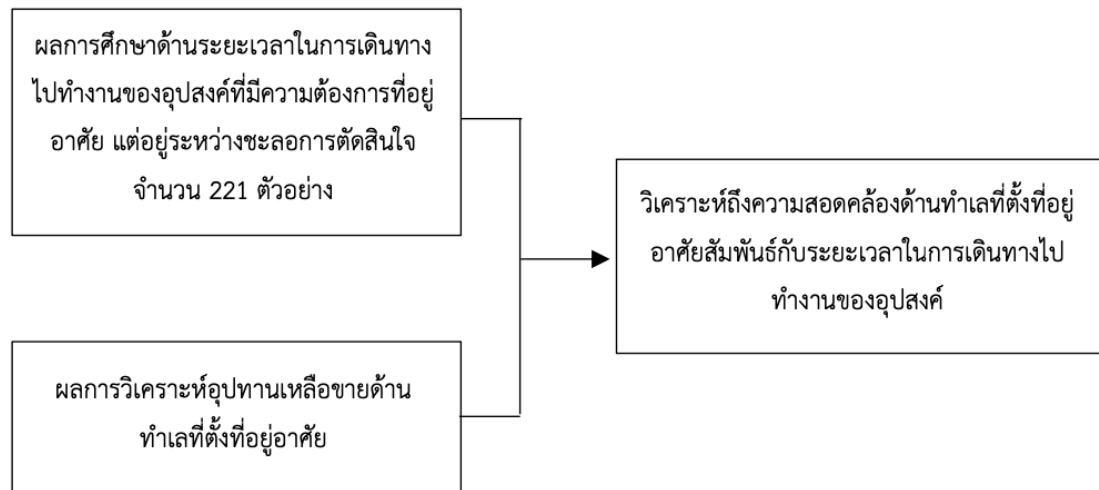 ผลการศึกษาด้านระยะเวลาในการเดินทาง
ไปทำงานของอุปสงค์ที่มีความต้องการที่อยู่
อาศัย แต่อยู่ระหว่างชะลอการตัดสินใจ
จำนวน 221 ตัวอย่าง
ผลการวิเคราะห์อุปทานเหลือขายด้าน
ทำเลที่ตั้งที่อยู่อาศัย
วิเคราะห์ถึงความสอดคล้องด้านทำเลที่ตั้งที่อยู่
อาศัยสัมพันธ์กับระยะเวลาในการเดินทางไป
ทำงานของอุปสงค์